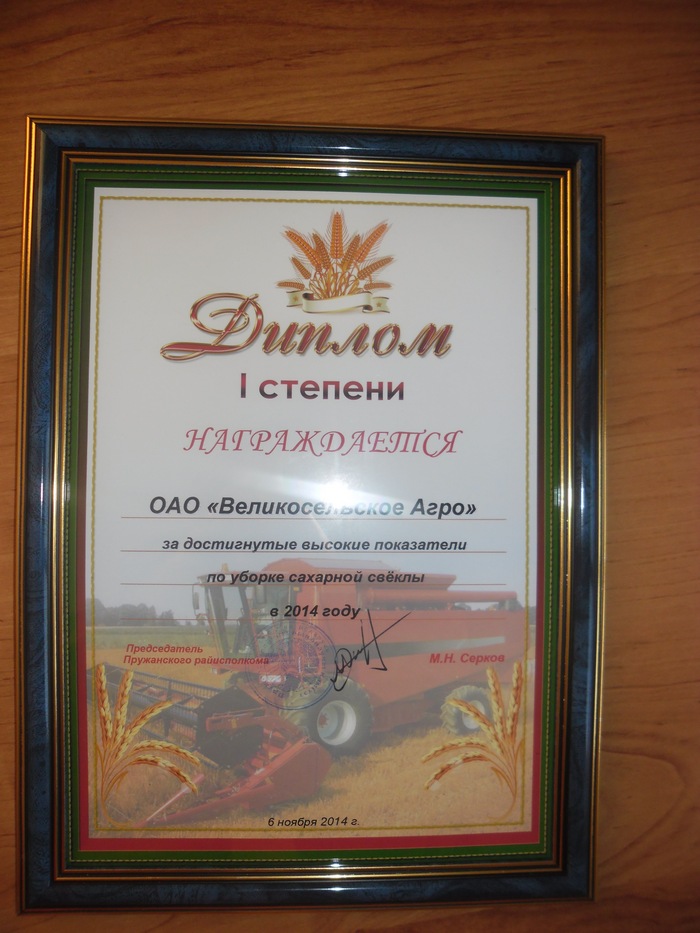 Диплом
I степени
НАГРАЖДАЕТСЯ
ОАО «Великосельское Агро»
за достигнутые высокие показатели
по уборке сахарной свёклы
в 2014 году
Председатель
Пружанского райисполкома
М.Н. Серков
6 ноября 2014 г.